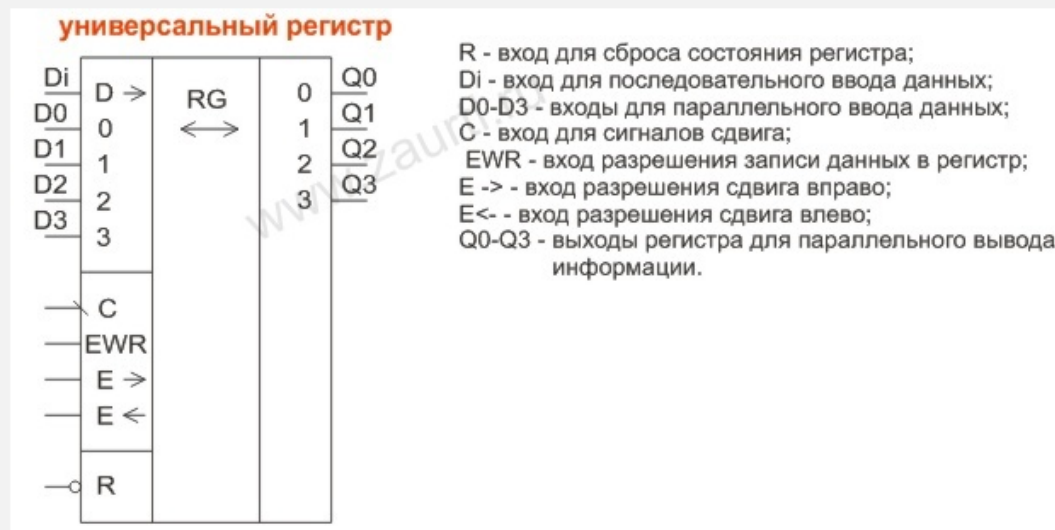 универсальный регистр
Di
D0
D1
D2
D3
D →
0
1
2
3
C
EWR
E →
E ←
R
RG
↔
0
1
2
3
Q0
Q1
Q2
Q3
R - вход для сброса состояния регистра;
Di - вход для последовательного ввода данных;
D0-D3 - входы для параллельного ввода данных;
C - вход для сигналов сдвига;
EWR - вход разрешения записи данных в регистр;
E -> - вход разрешения сдвига вправо;
E<- - вход разрешения сдвига влево;
Q0-Q3 - выходы регистра для параллельного вывода
информации.